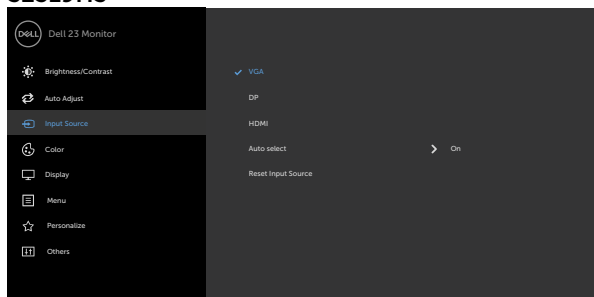 DELL Dell 23 Monitor
Brightness/Contrast
Auto Adjust
Input Source
Color
Display
Menu
Personalize
Others
VGA
DP
HDMI
Auto select On
Reset Input Source